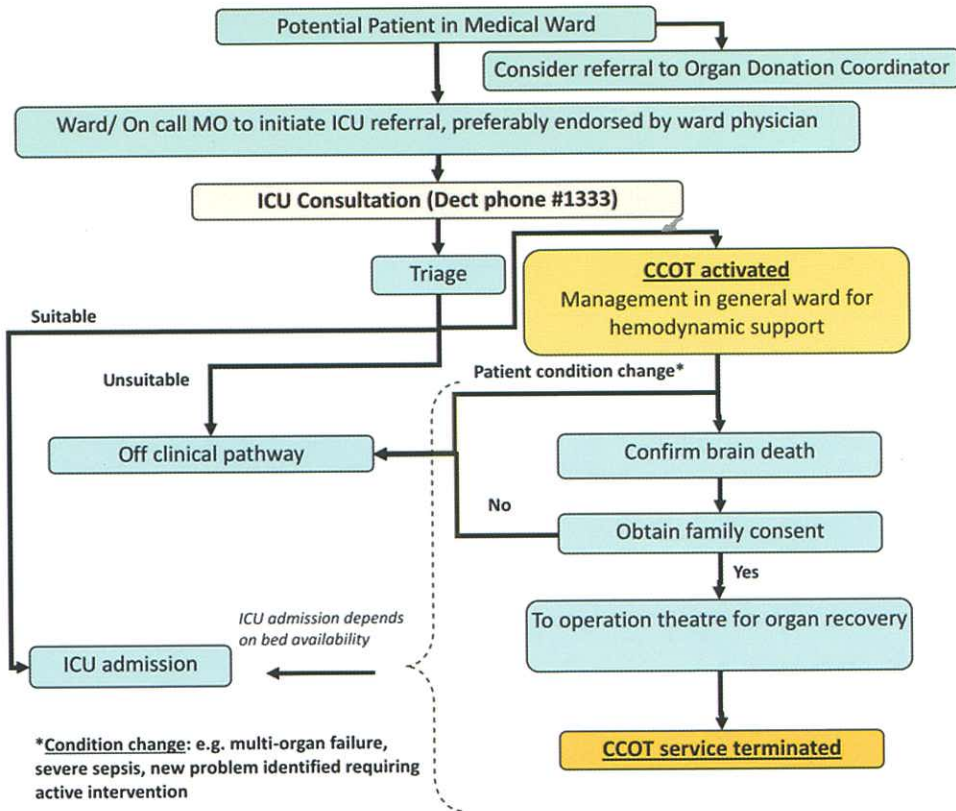 Potential Patient in Medical Ward
Consider referral to Organ Donation Coordinator
Ward/ On call MO to initiate ICU referral, preferably endorsed by ward physician
ICU Consultation (Dect phone #1333)
Triage
CCOT activated
Management in general ward for
hemodynamic support
Suitable
Unsuitable
Patient condition change*
Off clinical pathway
Confirm brain death
No
Obtain family consent
Yes
To operation theatre for organ recovery
ICU admission depends
on bed availability
ICU admission
CCOT service terminated
*Condition change: e.g. multi-organ failure,
severe sepsis, new problem identified requiring
active intervention